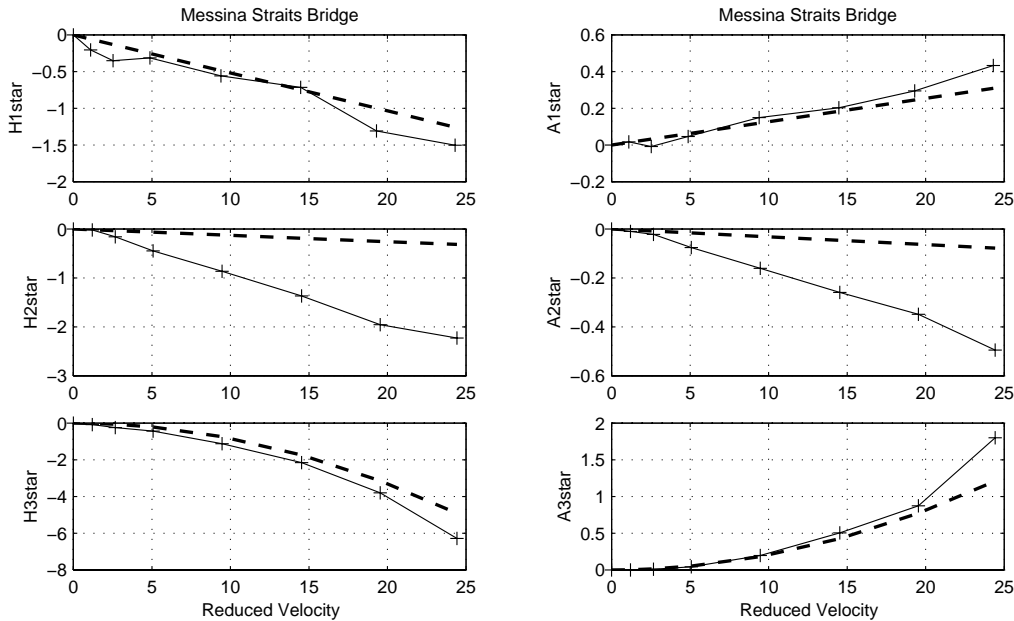 Messina Straits Bridge
H1star
0
−0.5
−1
−1.5
−2
0 5 10 15 20 25
Messina Straits Bridge
A1star
0.6
0.4
0.2
0
−0.2
0 5 10 15 20 25
H2star
0
−1
−2
−3
0 5 10 15 20 25
A2star
0
−0.2
−0.4
−0.6
0 5 10 15 20 25
H3star
0
−2
−4
−6
−8
0 5 10 15 20 25
Reduced Velocity
A3star
2
1.5
1
0.5
0
0 5 10 15 20 25
Reduced Velocity